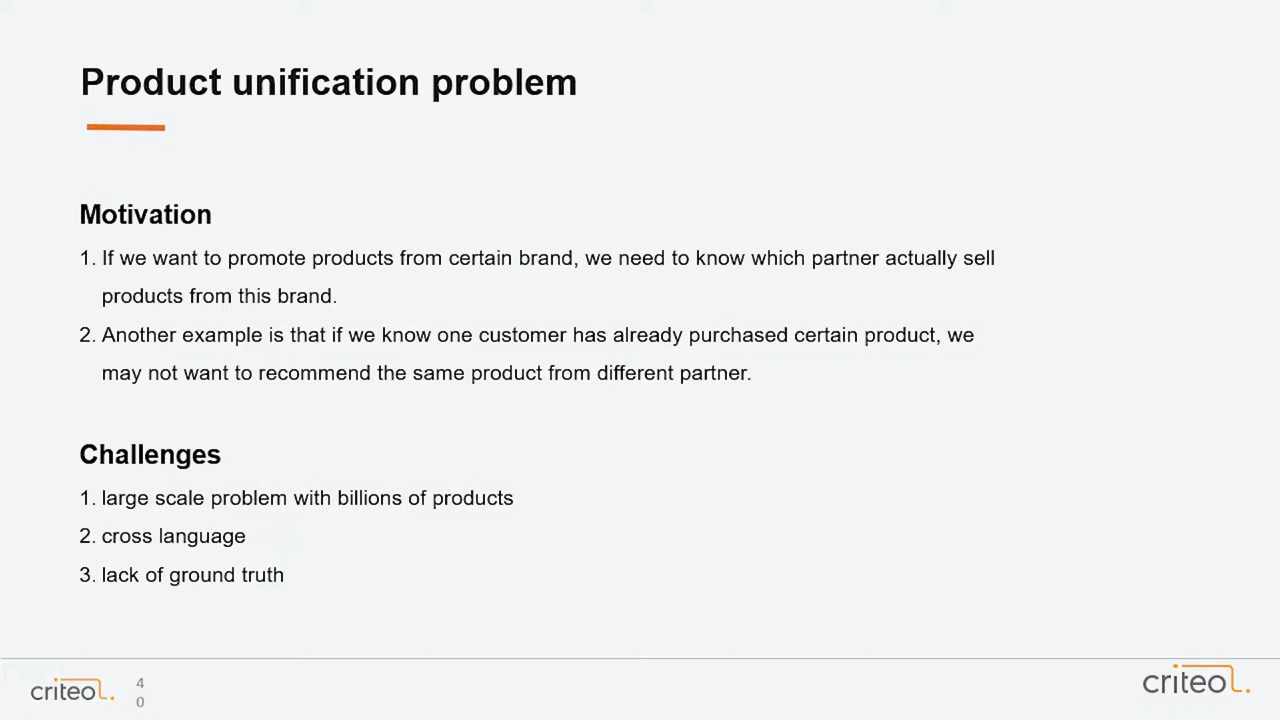 Product unification problem
Motivation
1. If we want to promote products from certain brand, we need to know which partner actually sell
products from this brand.
2. Another example is that if we know one customer has already purchased certain product, we
may not want to recommend the same product from different partner.
Challenges
1. large scale problem with billions of products
2. cross language
3. lack of ground truth
criteo
4
0
criteo